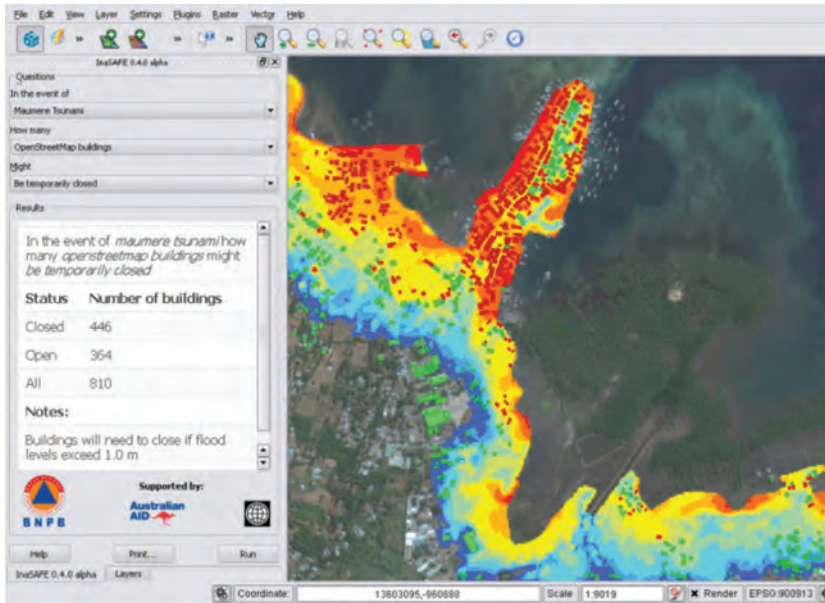 File Edit View Layer Settings Plugins Raster Vector Help
InaSAFE 0.4.0 alpha
Questions
In the event of
Maumere Tsunami
How many
OpenStreetMap buildings
Might
Be temporarily closed
Results
In the event of maumere tsunami how
many openstreetmap buildings might
be temporarily closed
Status Number of buildings
Closed 446
Open 364
All 810
Notes:
Buildings will need to close if flood
levels exceed 1.0 m
BNPB
Supported by:
Australian
AID
Help Print... Run
InaSAFE 0.4.0 alpha Layers
Coordinate: 13603095,-960688 Scale 1:9019 Render EPSG:900913